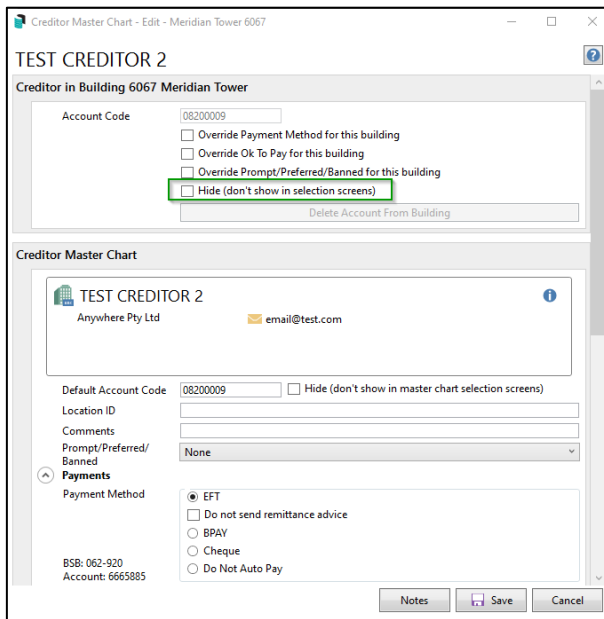 Creditor Master Chart - Edit - Meridian Tower 6067
TEST CREDITOR 2
?
Creditor in Building 6067 Meridian Tower
Account Code 08200009
Override Payment Method for this building
Override Ok To Pay for this building
Override Prompt/Preferred/Banned for this building
Hide (don't show in selection screens)
Delete Account From Building
Creditor Master Chart
TEST CREDITOR 2
Anywhere Pty Ltd email@test.com
Default Account Code 08200009 Hide (don't show in master chart selection screens)
Location ID
Comments
Prompt/Preferred/
Banned None
Payments
Payment Method EFT
Do not send remittance advice
BPAY
Cheque
BSB: 062-920 Do Not Auto Pay
Account: 6665885
Notes Save Cancel